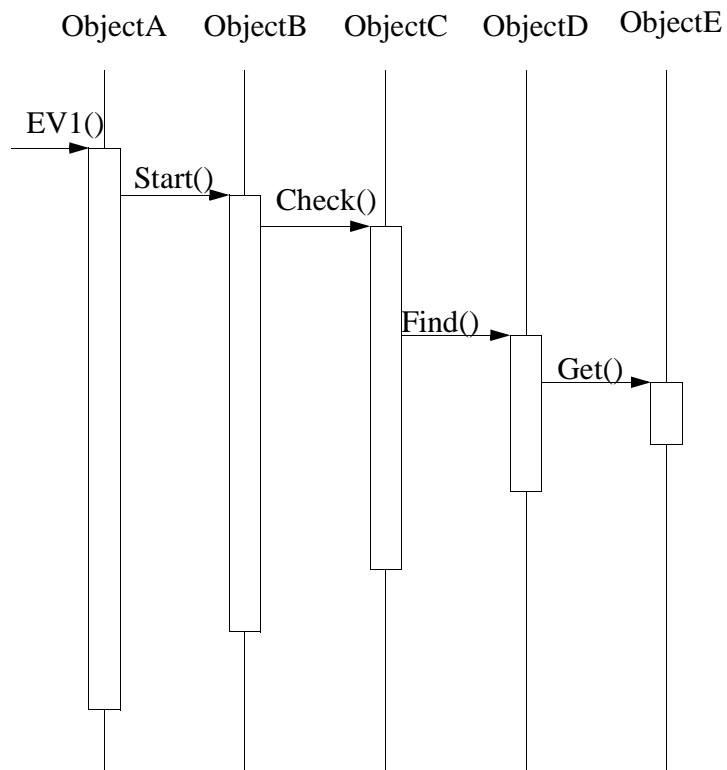 ObjectA ObjectB ObjectC ObjectD ObjectE
EV1()
Start()
Check()
Find()
Get()